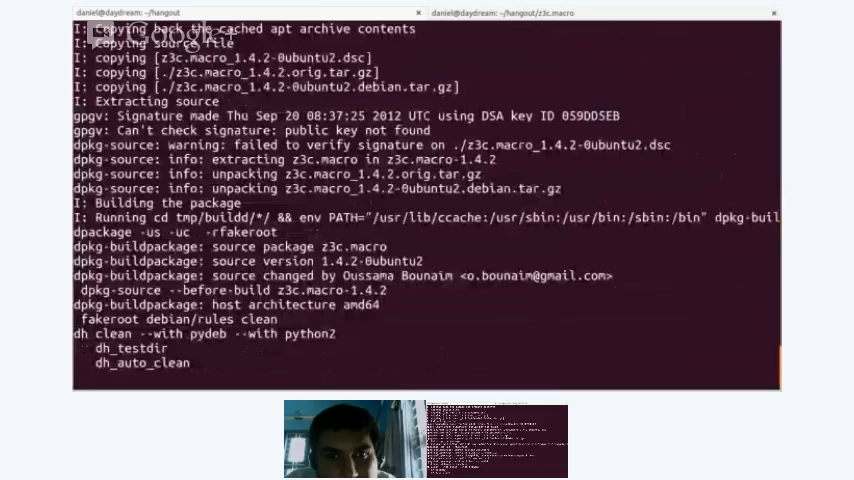 daniel@daydream: ~/hangout × daniel@daydream: ~/hangout/z3c.macro ×
Google+
I: Copying back the cached apt archive contents
I: Copying source file
I: copying [z3c.macro_1.4.2-0ubuntu2.dsc]
I: copying [./z3c.macro_1.4.2.orig.tar.gz]
I: copying [./z3c.macro_1.4.2-0ubuntu2.debian.tar.gz]
I: Extracting source
gpgv: Signature made Thu Sep 20 08:37:25 2012 UTC using DSA key ID 059DD5EB
gpgv: Can't check signature: public key not found
dpkg-source: warning: failed to verify signature on ./z3c.macro_1.4.2-0ubuntu2.dsc
dpkg-source: info: extracting z3c.macro in z3c.macro-1.4.2
dpkg-source: info: unpacking z3c.macro_1.4.2.orig.tar.gz
dpkg-source: info: unpacking z3c.macro_1.4.2-0ubuntu2.debian.tar.gz
I: Building the package
I: Running cd tmp/buildd/*/ && env PATH="/usr/lib/ccache:/usr/sbin:/usr/bin:/sbin:/bin" dpkg-buil
dpackage -us -uc  -rfakeroot
dpkg-buildpackage: source package z3c.macro
dpkg-buildpackage: source version 1.4.2-0ubuntu2
dpkg-buildpackage: source changed by Oussama Bounaim <o.bounaim@gmail.com>
dpkg-source --before-build z3c.macro-1.4.2
dpkg-buildpackage: host architecture amd64
fakeroot debian/rules clean
dh clean --with pydeb --with python2
dh_testdir
dh_auto_clean